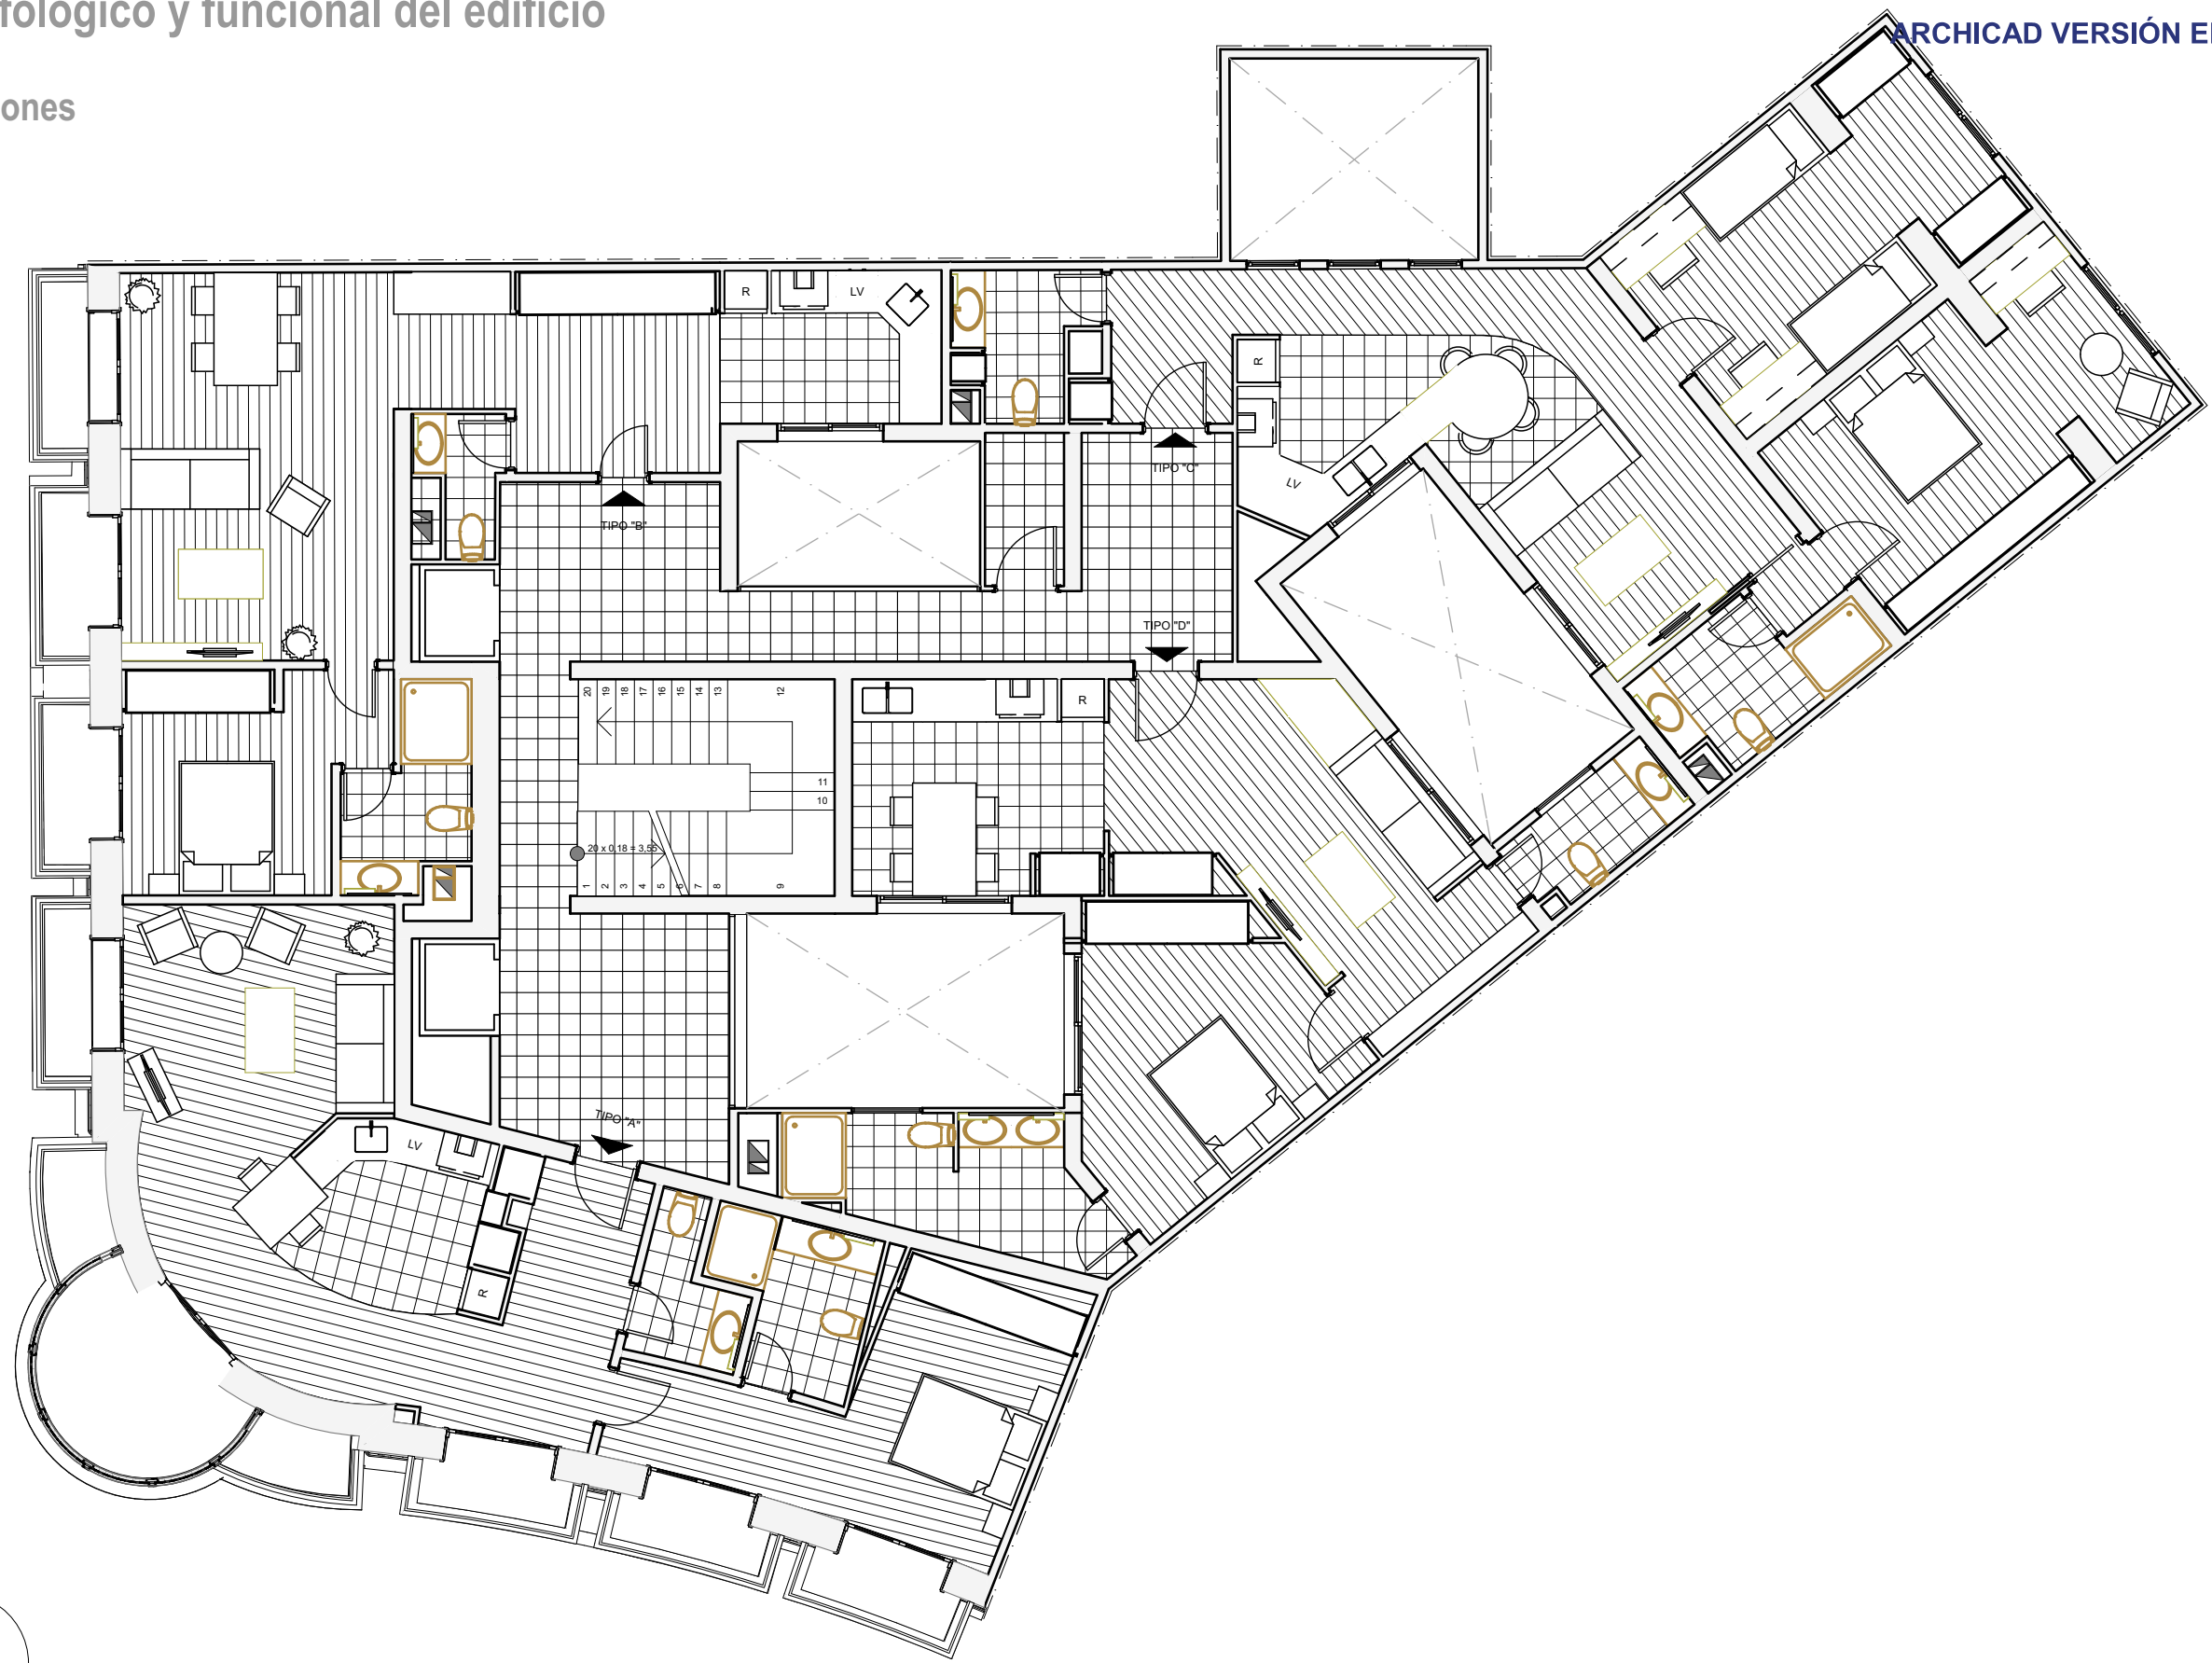 fologico y funcional del edificio
ARCHICAD VERSIÓN E
ones
R
LV
R
TIPO "C"
LV
TIPO "B"
TIPO "D"
20 19 18 17 16 15 14 13 12
R
11
10
20 x 0,18 = 3,55
1 2 3 4 5 6 7 8 9
TIPO "A"
LV
R